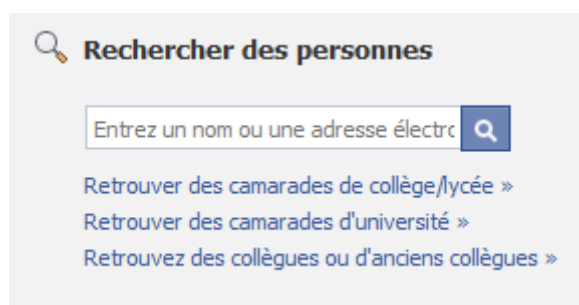 Rechercher des personnes
Entrez un nom ou une adresse électrc
Retrouver des camarades de collège/lycée »
Retrouver des camarades d'université »
Retrouvez des collègues ou d'anciens collègues »